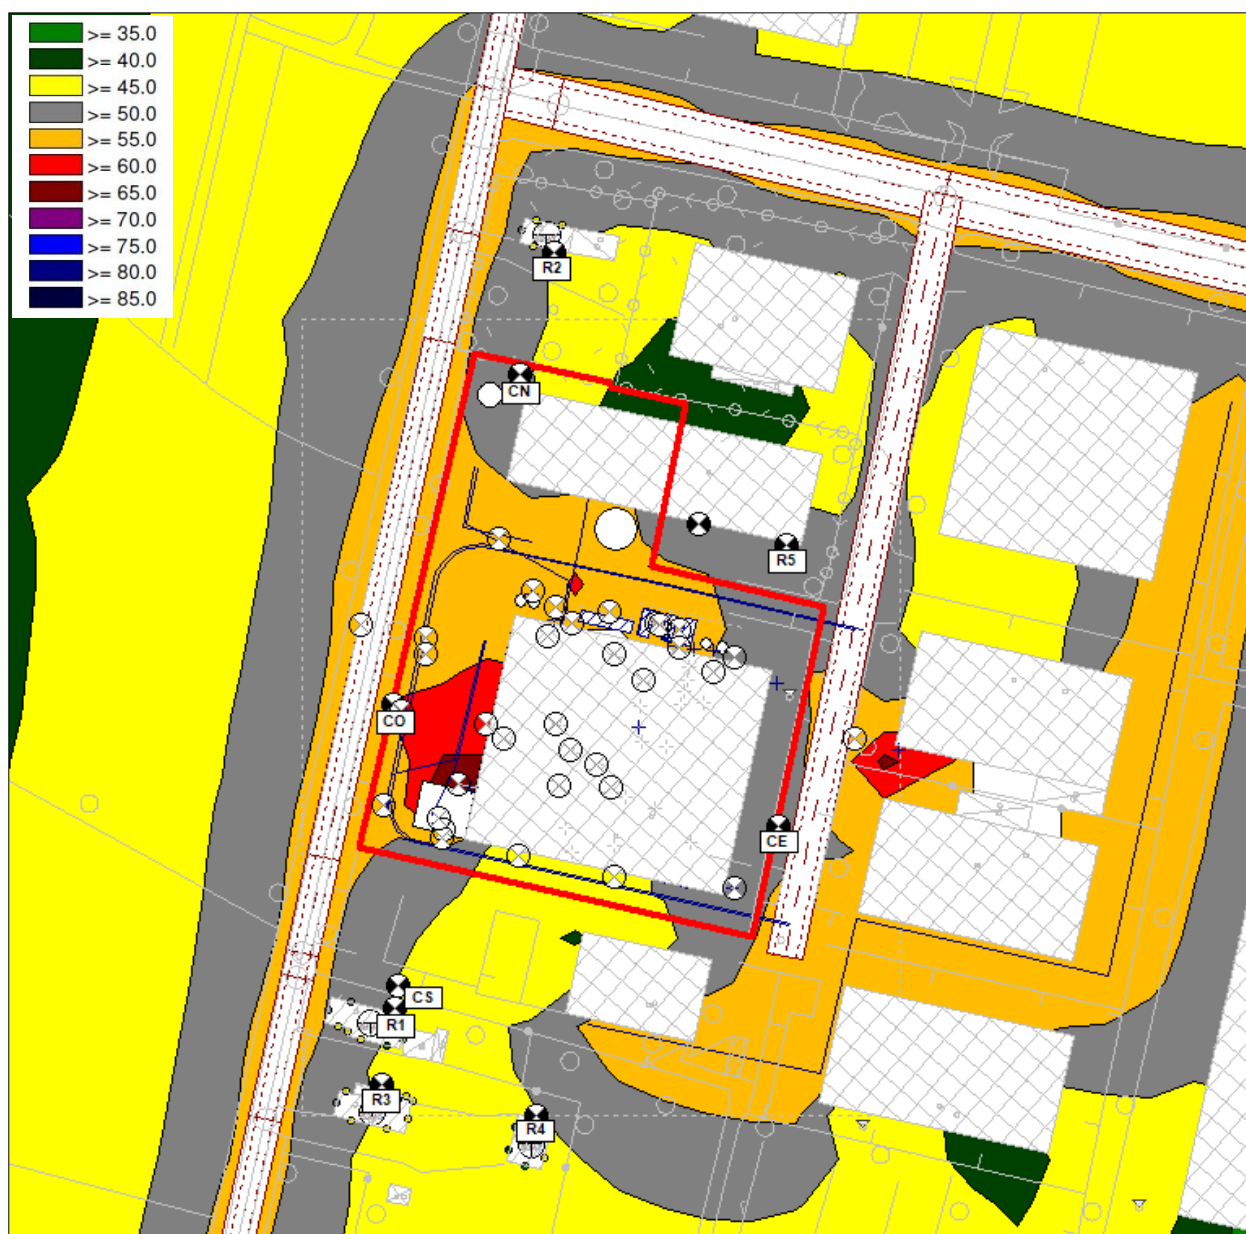 >= 35.0
>= 40.0
>= 45.0
>= 50.0
>= 55.0
>= 60.0
>= 65.0
>= 70.0
>= 75.0
>= 80.0
>= 85.0
R2
CN
R5
CO
CE
CS
R1
R3
R4